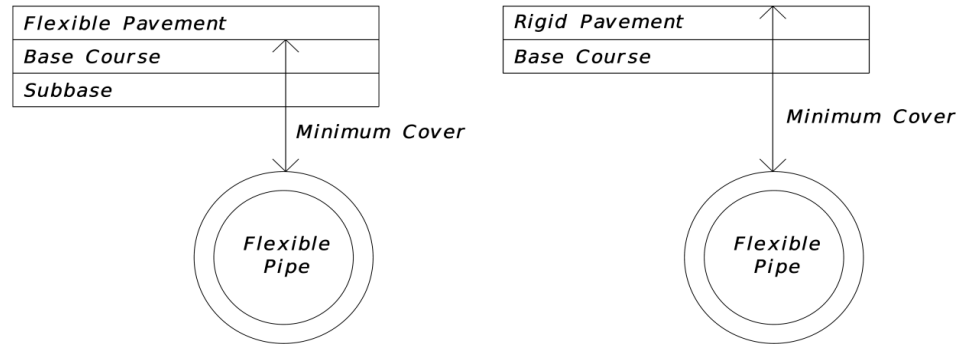 Flexible Pavement
Base Course
Subbase
Minimum Cover
Flexible
Pipe
Rigid Pavement
Base Course
Minimum Cover
Flexible
Pipe